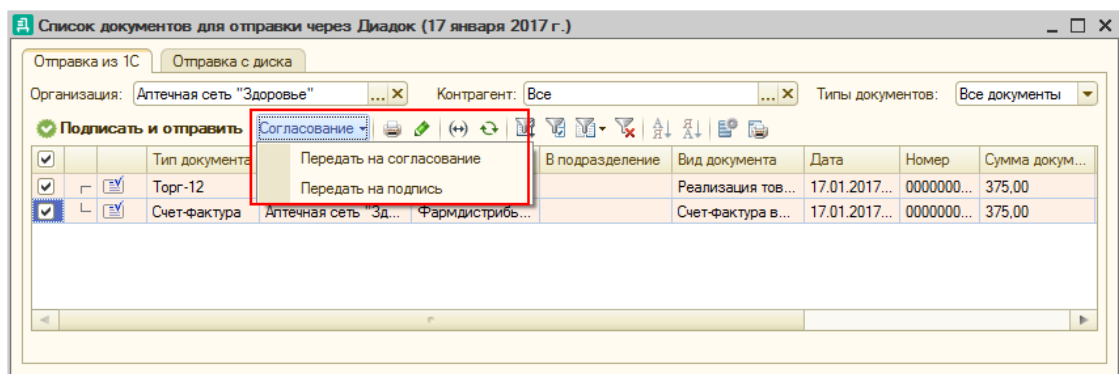 Список документов для отправки через Диадок (17 января 2017 г.)
Отправка из 1С Отправка с диска
Организация: Аптечная сеть "Здоровье" ... X Контрагент: Все ... X Типы документов: Все документы
Подписать и отправить Согласование
Тип документа В подразделение Вид документа Дата Номер Сумма докум...
Передать на согласование
Торг-12 Реализация тов... 17.01.2017... 0000000... 375,00
Передать на подпись
Счет-фактура Аптечная сеть "Зд... Фармдистрибь... Счет-фактура в... 17.01.2017... 0000000... 375,00